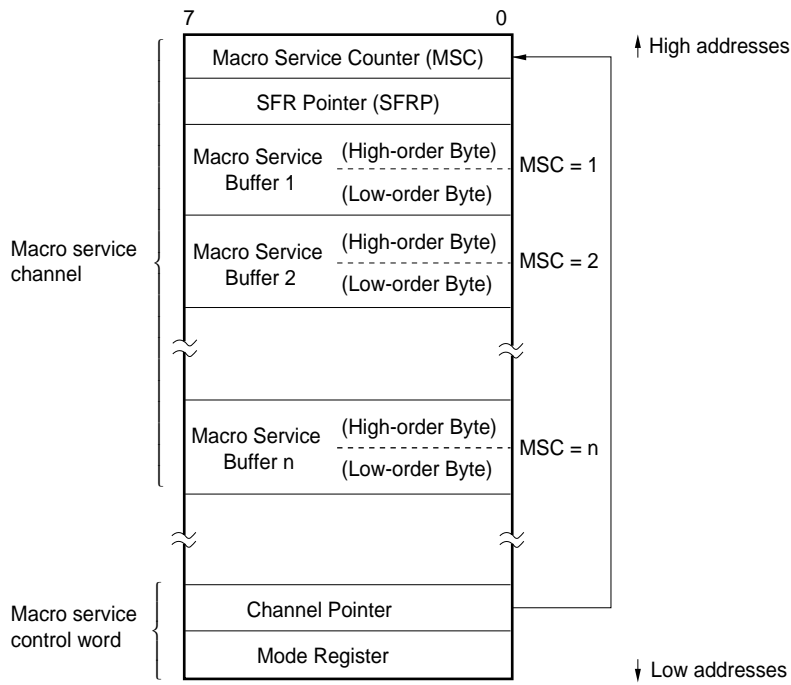 7 0
Macro Service Counter (MSC)
High addresses
SFR Pointer (SFRP)
Macro Service
Buffer 1
(High-order Byte)
(Low-order Byte)
MSC = 1
Macro service
channel
Macro Service
Buffer 2
(High-order Byte)
(Low-order Byte)
MSC = 2
Macro Service
Buffer n
(High-order Byte)
(Low-order Byte)
MSC = n
Macro service
control word
Channel Pointer
Mode Register
Low addresses